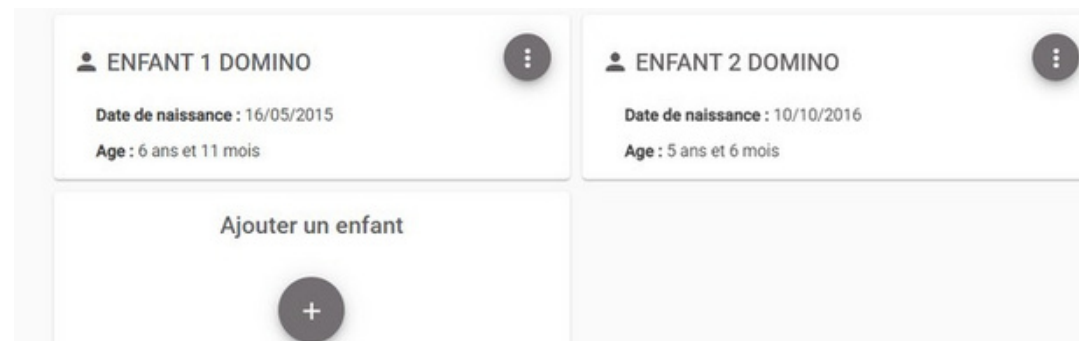 ENFANT 1 DOMINO
Date de naissance : 16/05/2015
Age : 6 ans et 11 mois
ENFANT 2 DOMINO
Date de naissance : 10/10/2016
Age : 5 ans et 6 mois
Ajouter un enfant
+